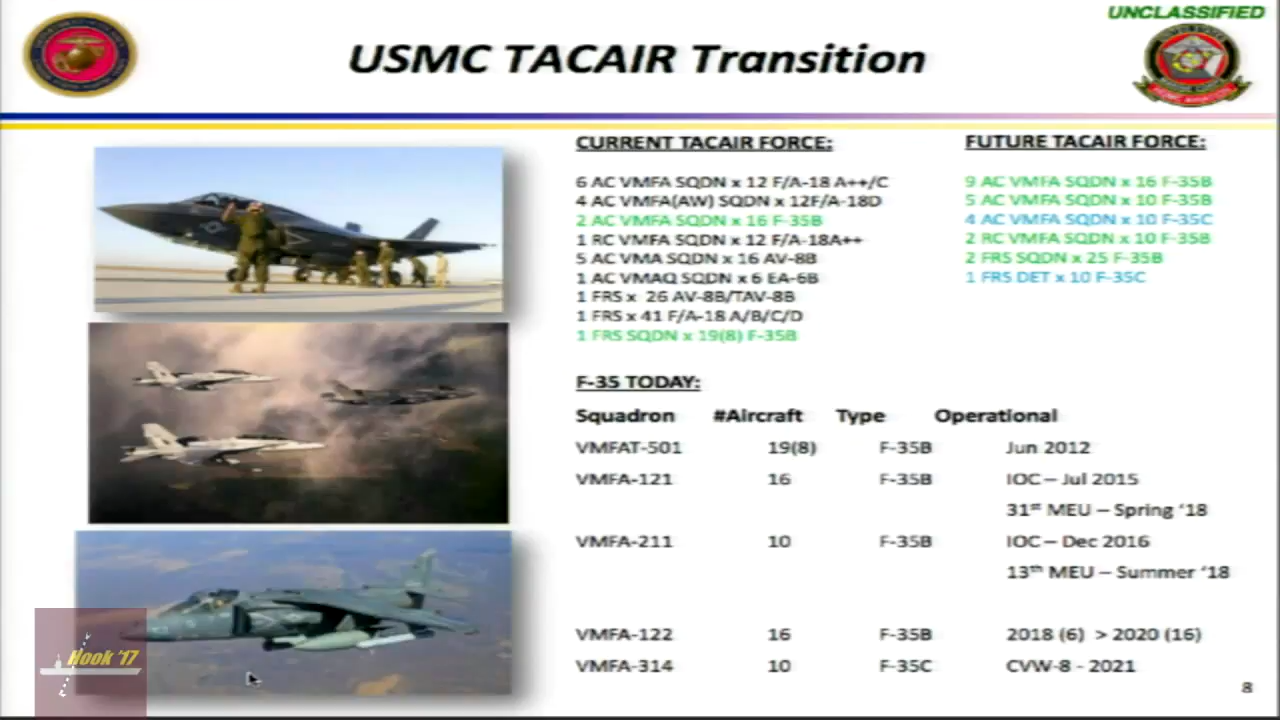 UNCLASSIFIED
USMC TACAIR Transition
CURRENT TACAIR FORCE:
6 AC VMFA SQDN x 12 F/A-18 A++/C
4 AC VMFA(AW) SQDN x 12F/A-18D
2 AC VMFA SQDN x 16 F-35B
1 RC VMFA SQDN x 12 F/A-18A++
5 AC VMA SQDN x 16 AV-8B
1 AC VMAQ SQDN x 6 EA-6B
1 FRS x 26 AV-8B/TAV-8B
1 FRS x 41 F/A-18 A/B/C/D
1 FRS SQDN x 19(8) F-35B
FUTURE TACAIR FORCE:
9 AC VMFA SQDN x 16 F-35B
5 AC VMFA SQDN x 10 F-35B
4 AC VMFA SQDN x 10 F-35C
2 RC VMFA SQDN x 10 F-35B
2 FRS SQDN x 25 F-35B
1 FRS DET x 10 F-35C
F-35 TODAY:
Squadron #Aircraft Type Operational
VMFAT-501 19(8) F-35B Jun 2012
VMFA-121 16 F-35B IOC – Jul 2015
31st MEU – Spring ‘18
VMFA-211 10 F-35B IOC – Dec 2016
13th MEU – Summer ‘18
VMFA-122 16 F-35B 2018 (6) > 2020 (16)
VMFA-314 10 F-35C CVW-8 - 2021
Hook '17
8